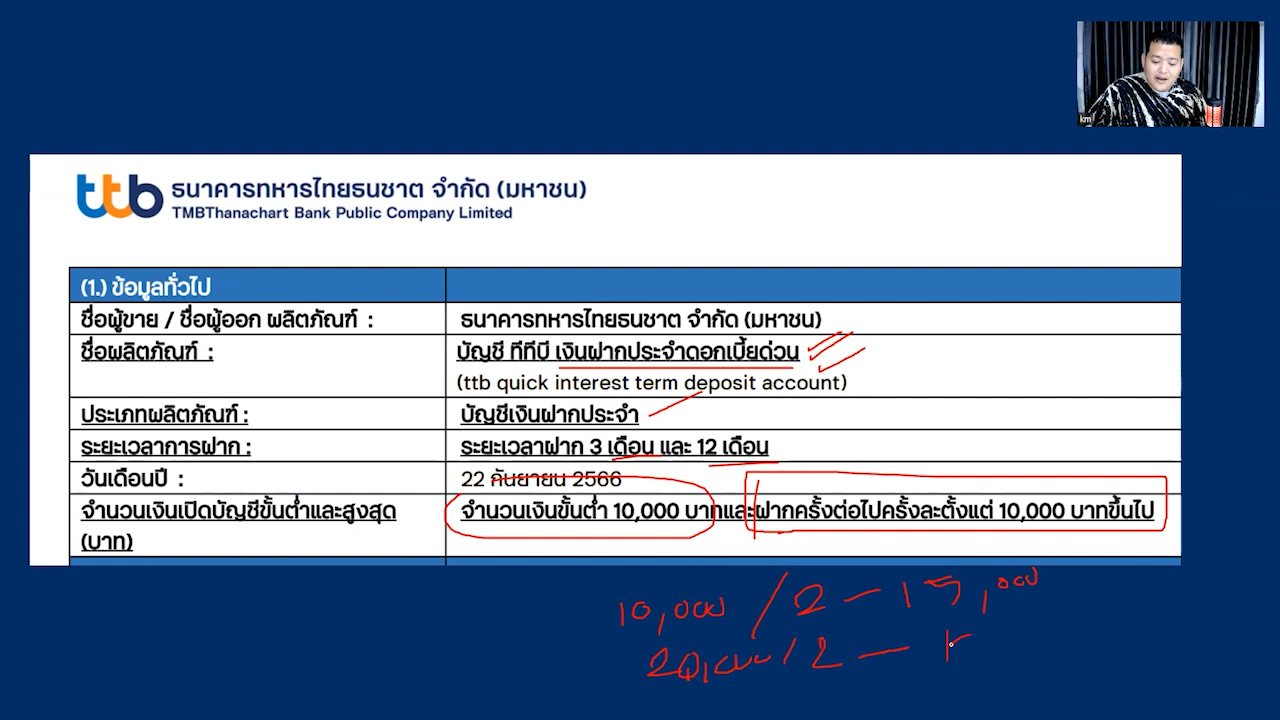 km
ttb ธนาคารทหารไทยธนชาต จำกัด (มหาชน)
TMBThanachart Bank Public Company Limited
(1.) ข้อมูลทั่วไป
ชื่อผู้ขาย / ชื่อผู้ออก ผลิตภัณฑ์ : ธนาคารทหารไทยธนชาต จำกัด (มหาชน)
ชื่อผลิตภัณฑ์ : บัญชี ทีทีบี เงินฝากประจำดอกเบี้ยด่วน
(ttb quick interest term deposit account)
ประเภทผลิตภัณฑ์ : บัญชีเงินฝากประจำ
ระยะเวลาการฝาก : ระยะเวลาฝาก 3 เดือน และ 12 เดือน
วันเดือนปี : 22 กันยายน 2566
จำนวนเงินเปิดบัญชีขั้นต่ำและสูงสุด จำนวนเงินขั้นต่ำ 10,000 บาทและฝากครั้งต่อไปครั้งละตั้งแต่ 10,000 บาทขึ้นไป
(บาท)
10,000 / 2 - 15,000
/ 2 -